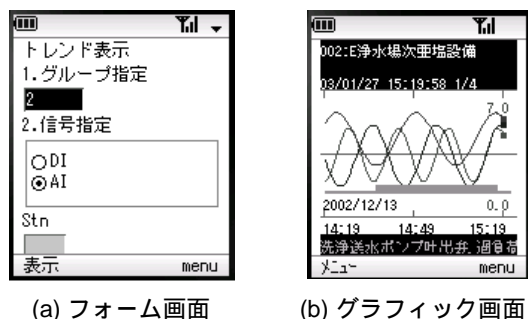 トレンド表示
1.グループ指定
2
2.信号指定
DI
AI
Stn
表示 menu
(a) フォーム画面
002:E浄水場次亜塩設備
03/01/27 15:19:58 1/4
7.0
2002/12/13 0.0
14:19 14:49 15:19
洗浄送水ポンプ吐出弁 過負荷
メニュー menu
(b) グラフィック画面